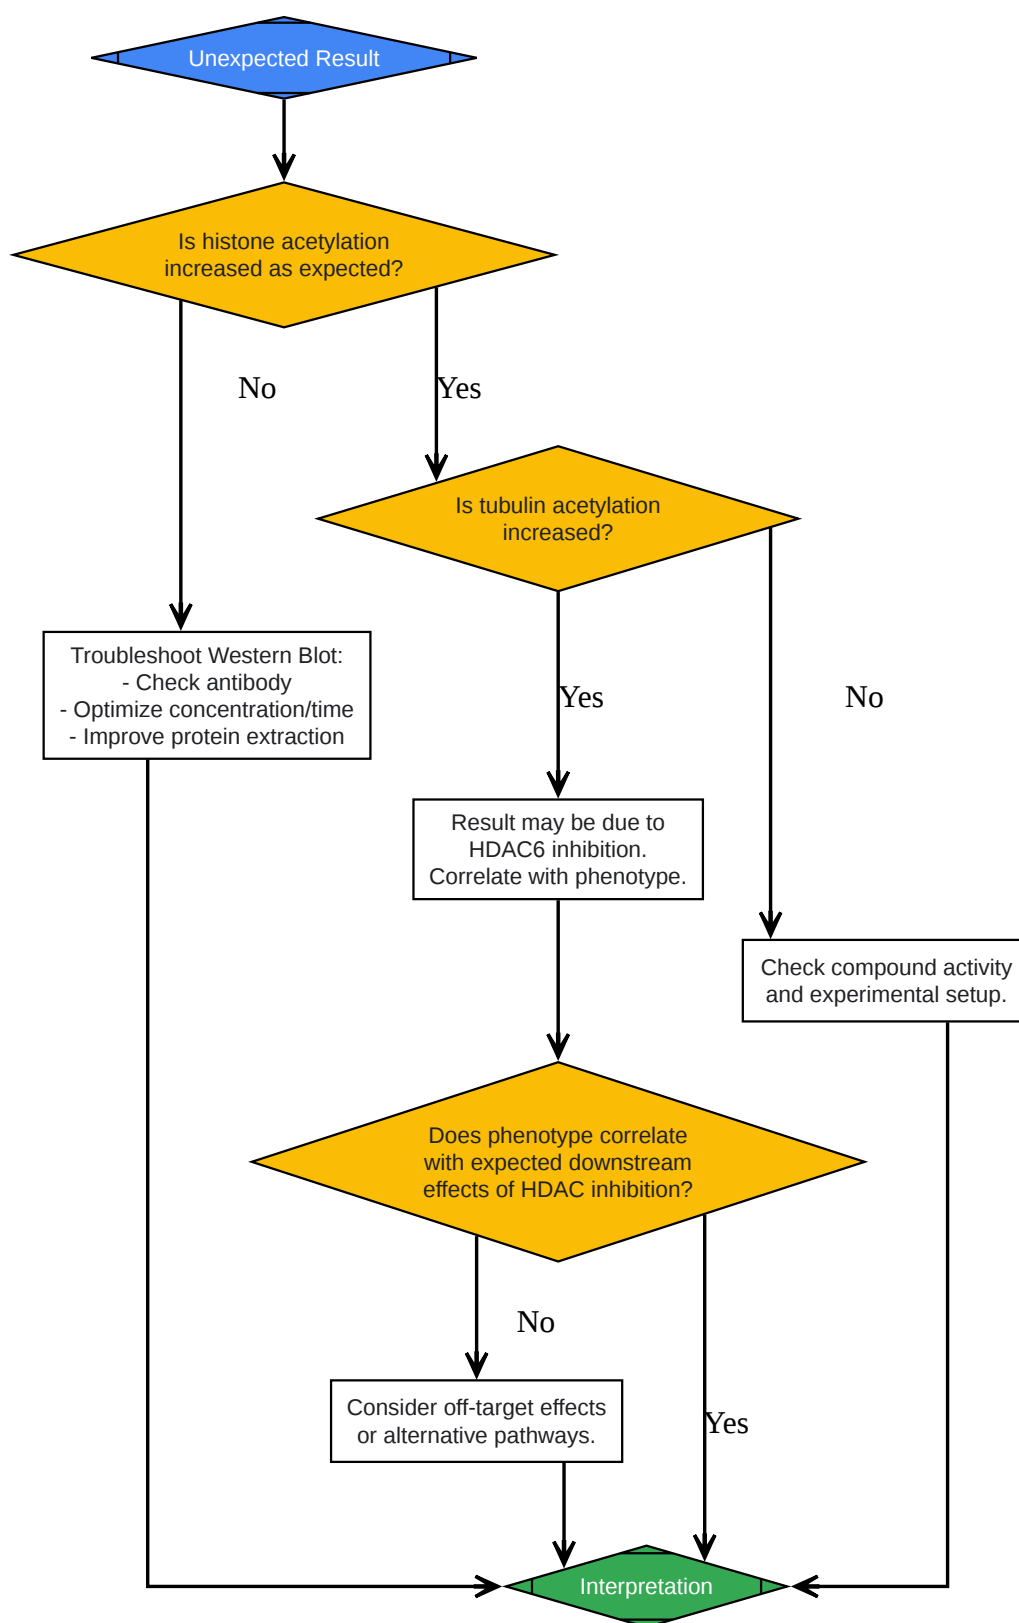 Unexpected Result
Is histone acetylation
increased as expected?
No
Yes
Is tubulin acetylation
increased?
Troubleshoot Western Blot:
- Check antibody
- Optimize concentration/time
- Improve protein extraction
Yes
No
Result may be due to
HDAC6 inhibition.
Correlate with phenotype.
Check compound activity
and experimental setup.
Does phenotype correlate
with expected downstream
effects of HDAC inhibition?
No
Consider off-target effects
or alternative pathways.
Yes
Interpretation